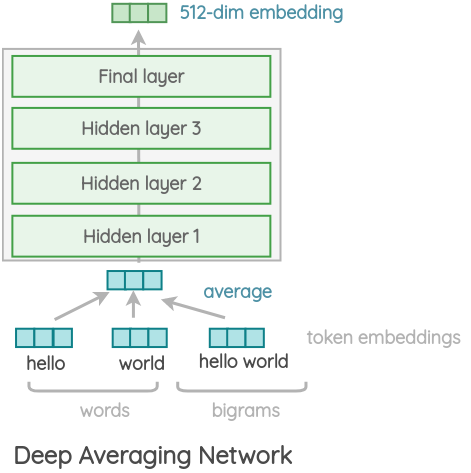 512-dim embedding
Final layer
Hidden layer 3
Hidden layer 2
Hidden layer 1
average
token embeddings
hello
world
hello world
words
bigrams
Deep Averaging Network